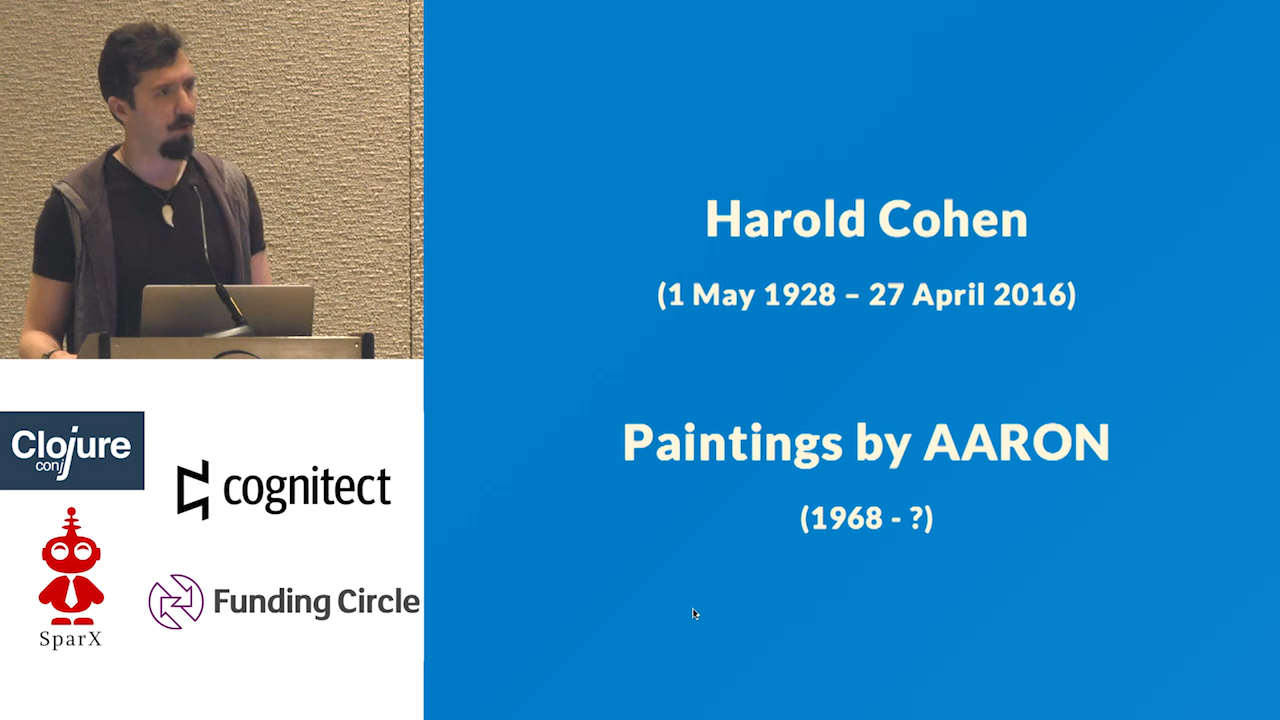 Harold Cohen
(1 May 1928 – 27 April 2016)
Paintings by AARON
(1968 - ?)
Clojure
conj
cognitect
SparX
Funding Circle